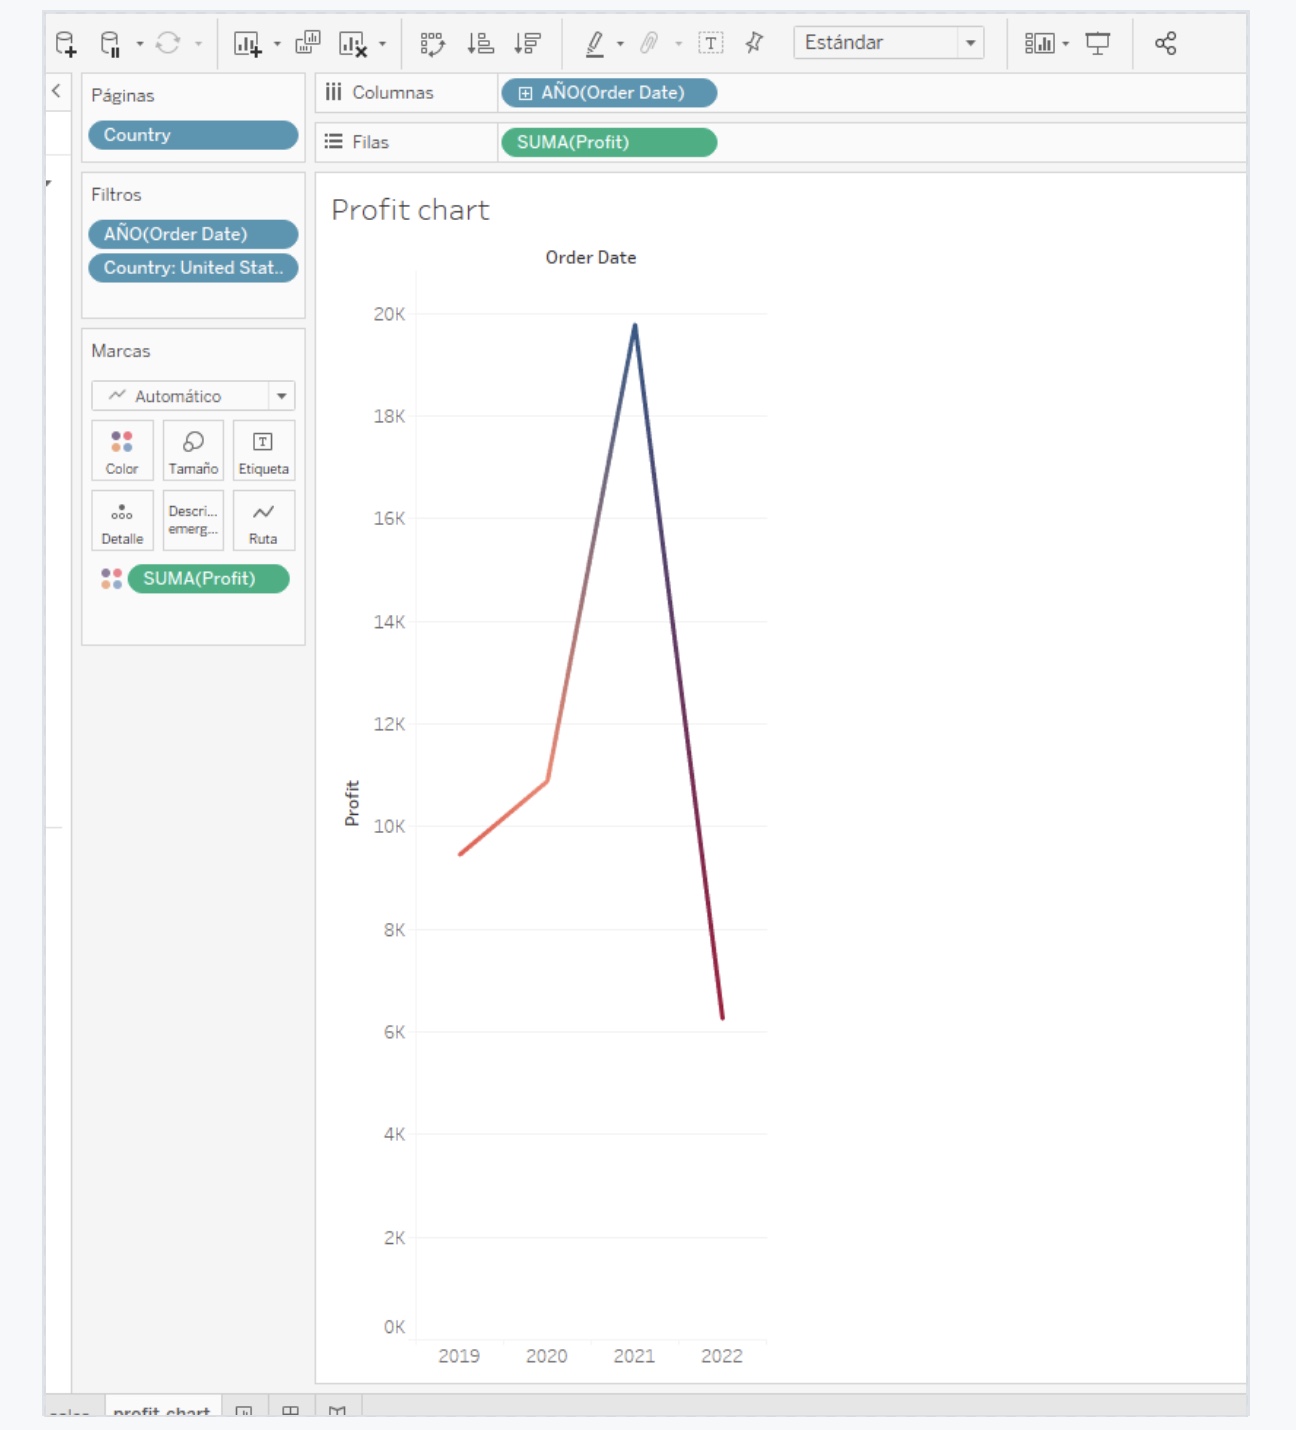 Estándar
Páginas
Country
Columnas
AÑO(Order Date)
Filas
SUMA(Profit)
Filtros
AÑO(Order Date)
Country: United Stat..
Marcas
Automático
Color
Tamaño
Etiqueta
Detalle
Descri...
emerg...
Ruta
SUMA(Profit)
Profit chart
Order Date
Profit
20K
18K
16K
14K
12K
10K
8K
6K
4K
2K
0K
2019
2020
2021
2022
profit chart